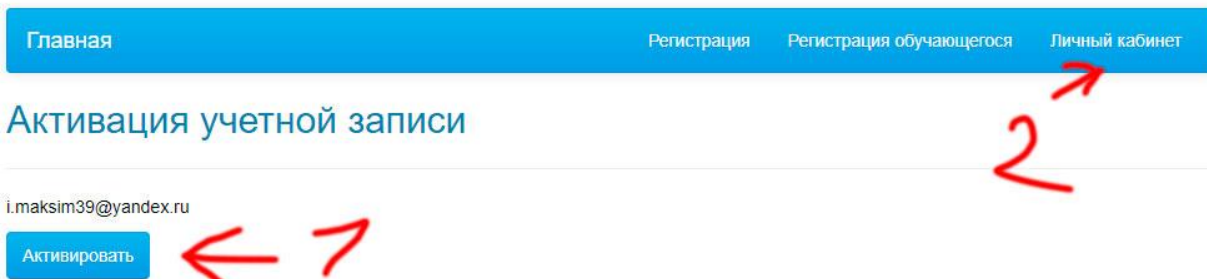 Главная Регистрация Регистрация обучающегося Личный кабинет
2
Активация учетной записи
i.maksim39@yandex.ru
Активировать 1